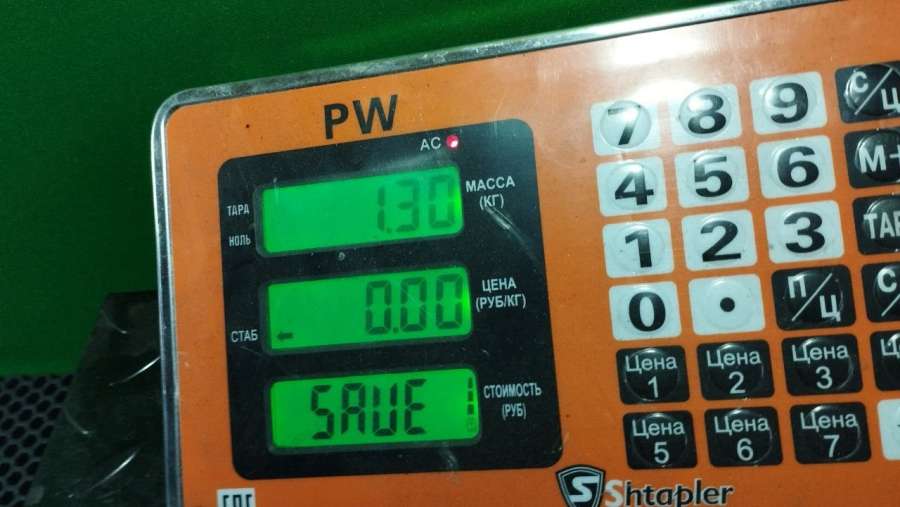 PW
AC
ТАРА
НОЛЬ
1.30
МАССА
(КГ)
СТАБ
0.00
ЦЕНА
(РУБ/КГ)
SAUE
СТОИМОСТЬ
(РУБ)
7 8 9 С/Ц
4 5 6 М+
1 2 3
0 • П/Ц
Цена 1 Цена 2 Цена 3
Цена 5 Цена 6 Цена 7
EAC
S Shtapler